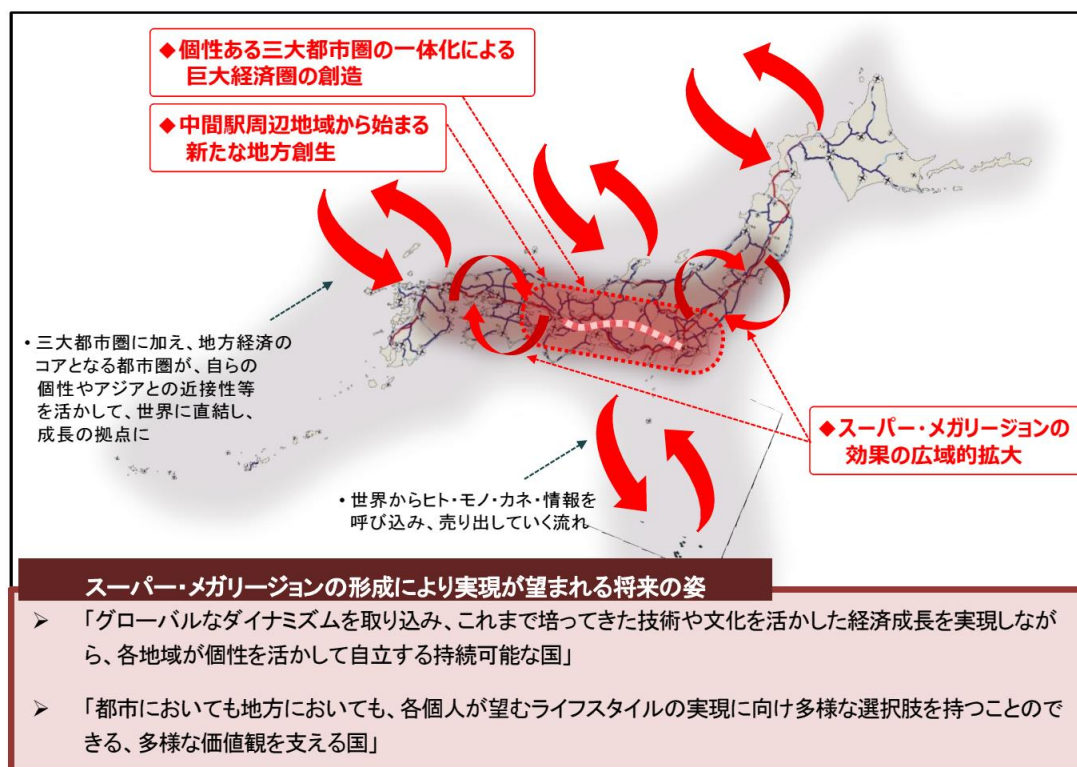 ◆個性ある三大都市圏の一体化による
巨大経済圏の創造
◆中間駅周辺地域から始まる
新たな地方創生
・三大都市圏に加え、地方経済の
コアとなる都市圏が、自らの
個性やアジアとの近接性等
を活かして、世界に直結し、
成長の拠点に
◆スーパー・メガリージョンの
効果の広域的拡大
・世界からヒト・モノ・カネ・情報を
呼び込み、売り出していく流れ
スーパー・メガリージョンの形成により実現が望まれる将来の姿
➢ 「グローバルなダイナミズムを取り込み、これまで培ってきた技術や文化を活かした経済成長を実現しなが
ら、各地域が個性を活かして自立する持続可能な国」
➢ 「都市においても地方においても、各個人が望むライフスタイルの実現に向け多様な選択肢を持つことので
きる、多様な価値観を支える国」